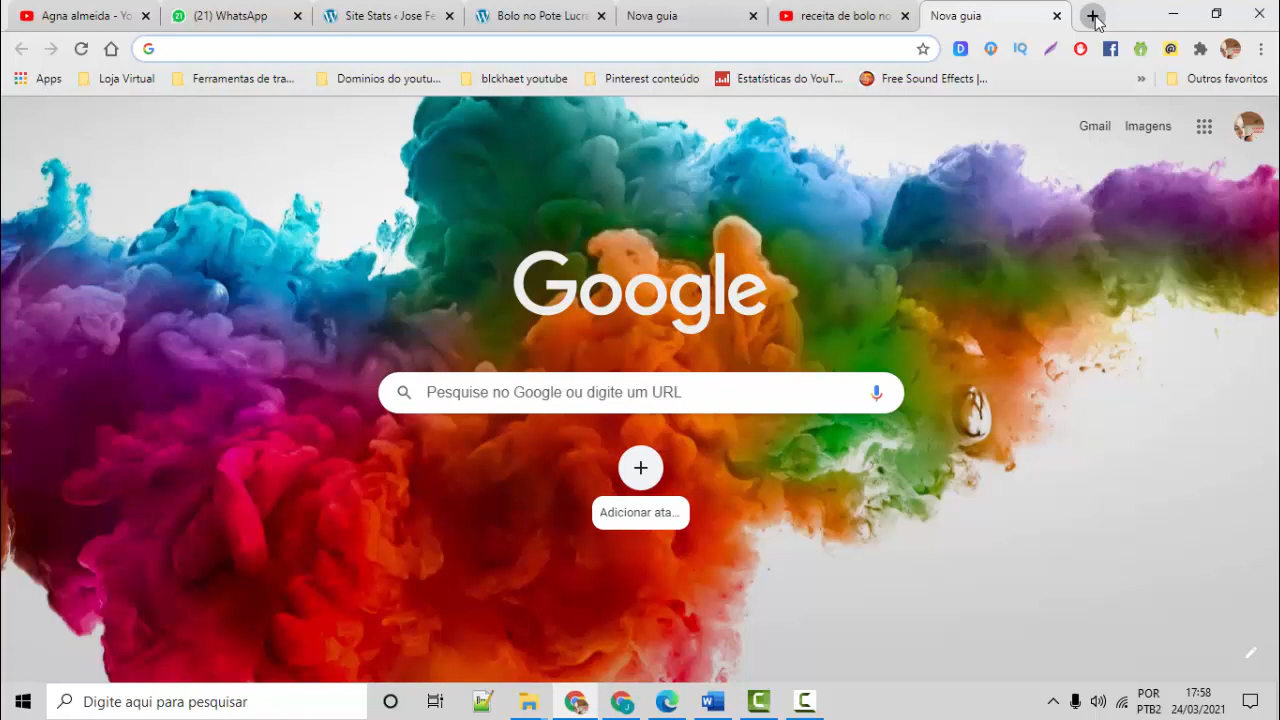 Agna almeida - Yo
(21) WhatsApp
Site Stats ‹ Jose Fe
Bolo no Pote Lucra
Nova guia
receita de bolo no
Nova guia
Apps
Loja Virtual
Ferramentas de tra...
Dominios do youtu...
blckhaet youtube
Pinterest conteúdo
Estatísticas do YouT...
Free Sound Effects |...
»
Outros favoritos
Gmail
Imagens
Google
Pesquise no Google ou digite um URL
Adicionar ata...
Digite aqui para pesquisar
POR
PTB2
17:58
24/03/2021